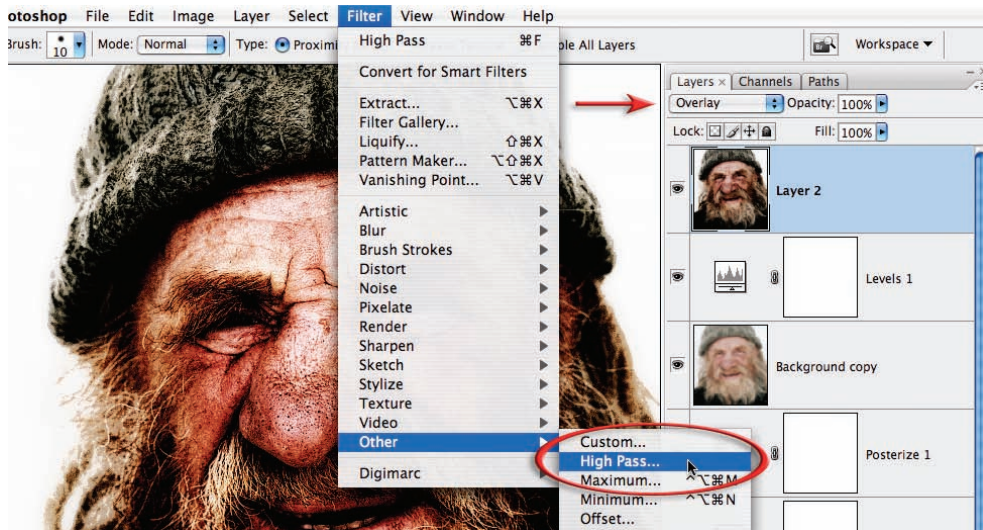 otoshop File Edit Image Layer Select Filter View Window Help
Brush: 10 Mode: Normal Type: Proximi ple All Layers Workspace ▼
High Pass ⌘F
Convert for Smart Filters
Extract... ⌥⌘X
Filter Gallery...
Liquify... ⇧⌘X
Pattern Maker... ⌥⇧⌘X
Vanishing Point... ⌥⌘V
Artistic
Blur
Brush Strokes
Distort
Noise
Pixelate
Render
Sharpen
Sketch
Stylize
Texture
Video
Other
Digimarc
Custom...
High Pass...
Maximum... ^⌥⌘M
Minimum... ^⌥⌘N
Offset...
Layers × Channels Paths
Overlay Opacity: 100%
Lock: Fill: 100%
Layer 2
Levels 1
Background copy
Posterize 1